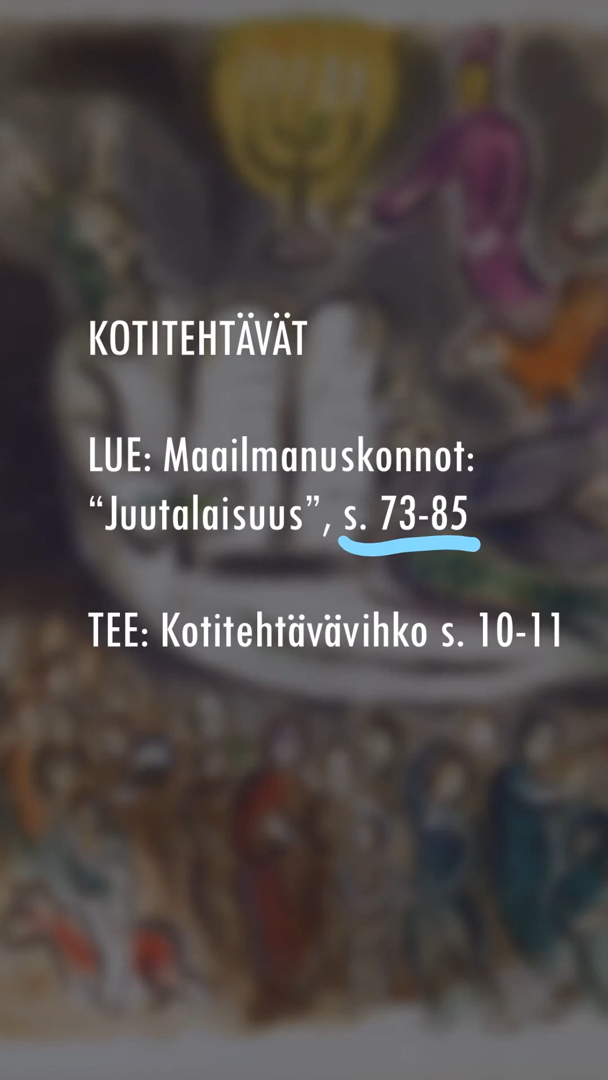 KOTITEHTÄVÄT
LUE: Maailmanuskonnot:
“Juutalaisuus”, s. 73-85
TEE: Kotitehtävävihko s. 10-11